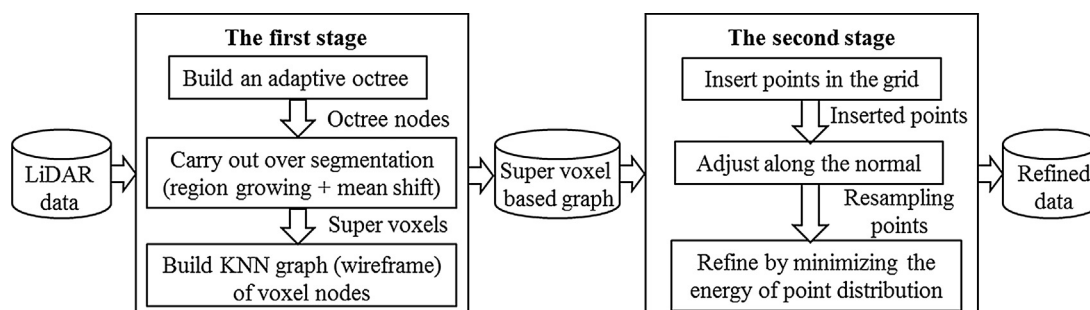 LiDAR
data
The first stage
Build an adaptive octree
Octree nodes
Carry out over segmentation
(region growing + mean shift)
Super voxels
Build KNN graph (wireframe)
of voxel nodes
Super voxel
based graph
The second stage
Insert points in the grid
Inserted points
Adjust along the normal
Resampling
points
Refine by minimizing the
energy of point distribution
Refined
data